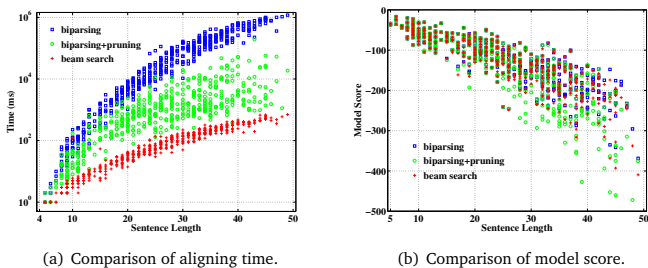 10^6
10^4
10^2
10^0
Time (ms)
4 10 20 30 40 50
Sentence Length
biparsing
biparsing+pruning
beam search
(a) Comparison of aligning time.
0
−100
−200
−300
−400
−500
Model Score
5 10 20 30 40 50
Sentence Length
biparsing
biparsing+pruning
beam search
(b) Comparison of model score.